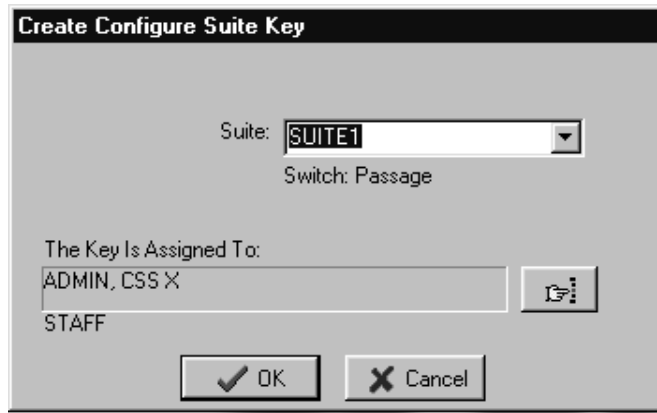 Create Configure Suite Key
Suite: SUITE1
Switch: Passage
The Key Is Assigned To:
ADMIN, CSS X
STAFF
OK Cancel